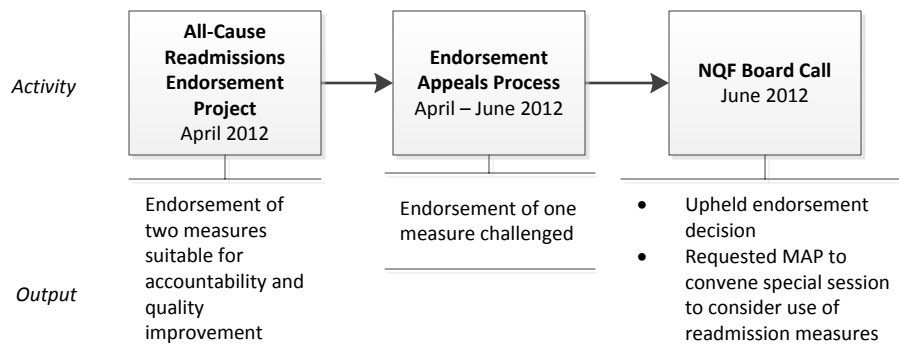 Activity
All-Cause
Readmissions
Endorsement
Project
April 2012
Endorsement
Appeals Process
April – June 2012
NQF Board Call
June 2012
Output
Endorsement of
two measures
suitable for
accountability and
quality
improvement
Endorsement of one
measure challenged
• Upheld endorsement
decision
• Requested MAP to
convene special session
to consider use of
readmission measures